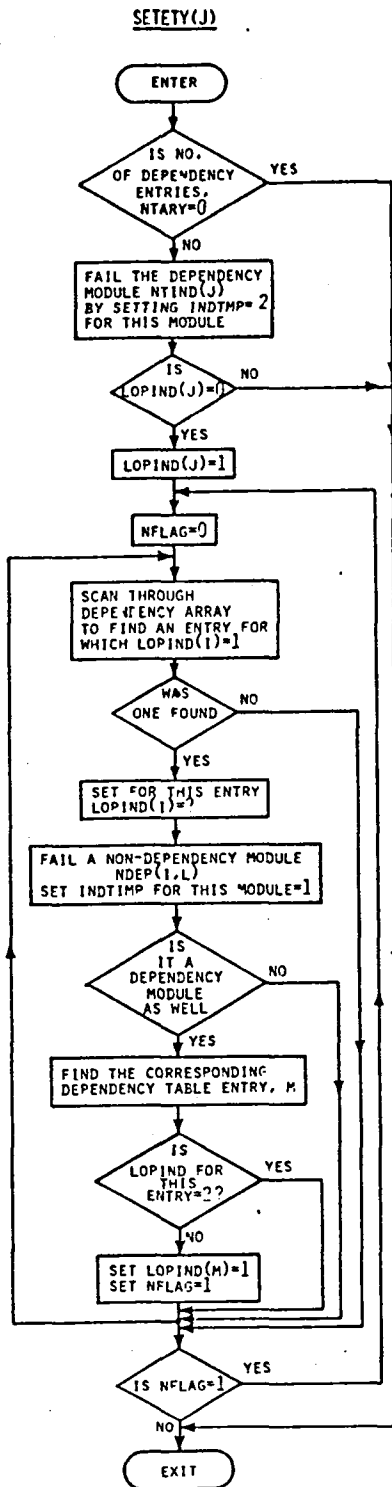 SETETY(J)
ENTER
IS NO.
OF DEPENDENCY
ENTRIES,
NTARY=0
YES
NO
FAIL THE DEPENDENCY
MODULE NTIND(J)
BY SETTING INDTMP=2
FOR THIS MODULE
IS
LOPIND(J)=0
NO
YES
LOPIND(J)=1
NFLAG=0
SCAN THROUGH
DEPENDENCY ARRAY
TO FIND AN ENTRY FOR
WHICH LOPIND(I)=1
WAS
ONE FOUND
NO
YES
SET FOR THIS ENTRY
LOPIND(I)=
FAIL A NON-DEPENDENCY MODULE
NDEP(I,L)
SET INDTIMP FOR THIS MODULE=1
IS
IT A
DEPENDENCY
MODULE
AS WELL
NO
YES
FIND THE CORRESPONDING
DEPENDENCY TABLE ENTRY, M
IS
LOPIND FOR
THIS
ENTRY=2?
YES
NO
SET LOPIND(M)=1
SET NFLAG=1
IS NFLAG=1
YES
NO
EXIT